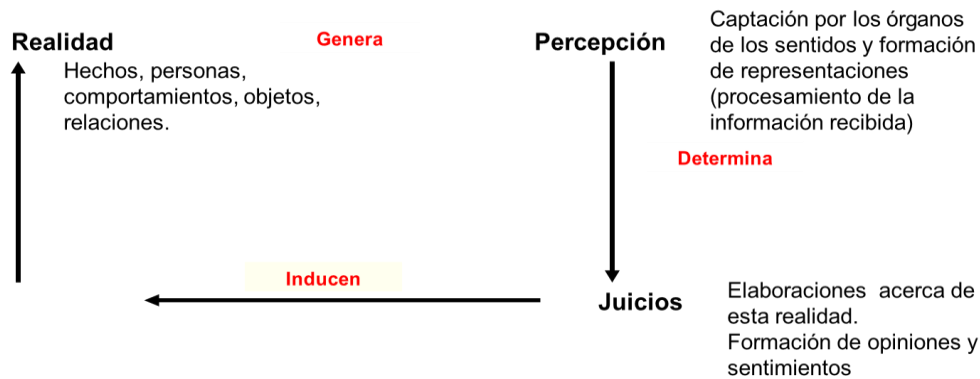 Realidad
Hechos, personas,
comportamientos, objetos,
relaciones.
Genera
Percepción
Captación por los órganos
de los sentidos y formación
de representaciones
(procesamiento de la
información recibida)
Determina
Inducen
Juicios
Elaboraciones  acerca de
esta realidad.
Formación de opiniones y
sentimientos